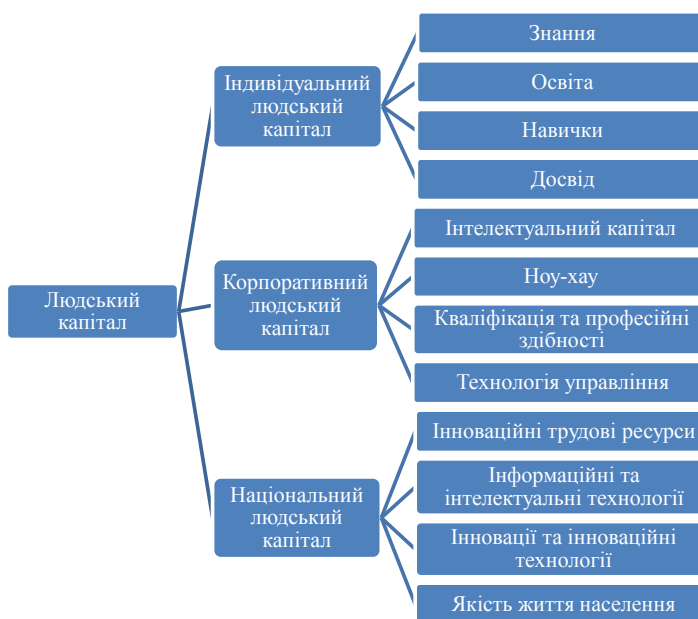 Людський
капітал
Індивідуальний
людський
капітал
Знання
Освіта
Навички
Досвід
Корпоративний
людський
капітал
Інтелектуальний капітал
Ноу-хау
Кваліфікація та професійні
здібності
Технологія управління
Національний
людський
капітал
Інноваційні трудові ресурси
Інформаційні та
інтелектуальні технології
Інновації та інноваційні
технології
Якість життя населення